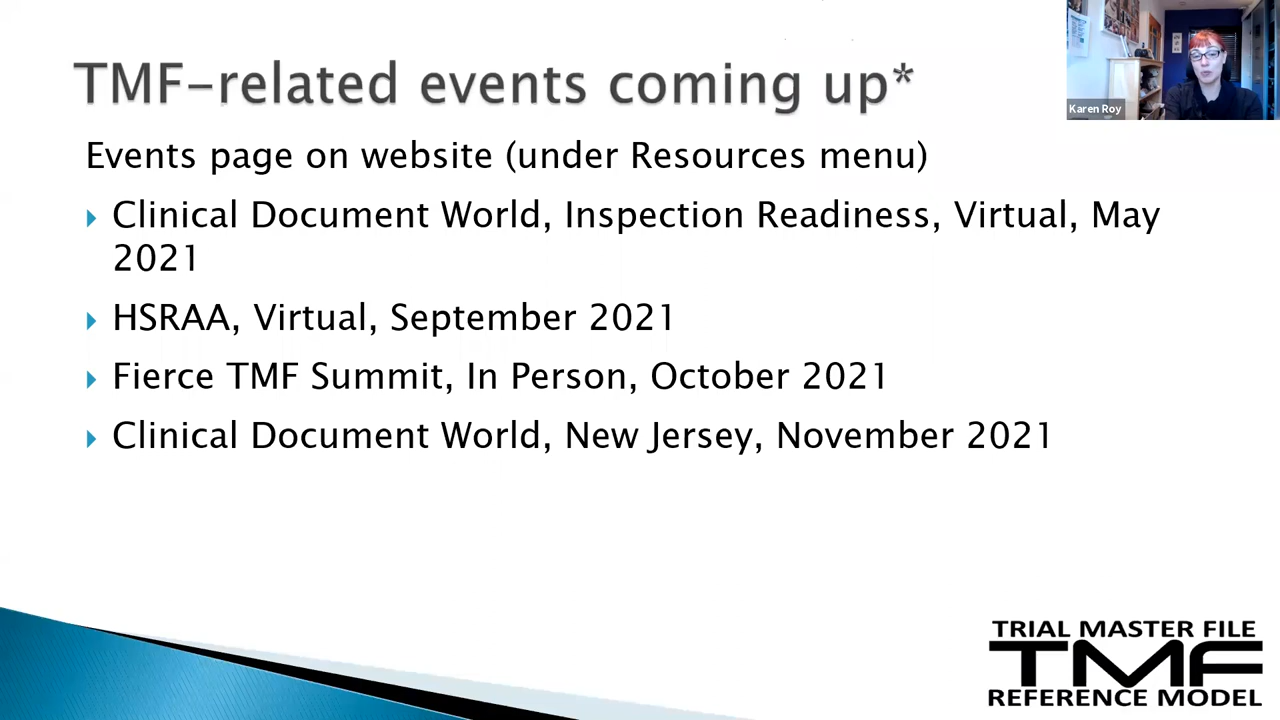 TMF-related events coming up*
Karen Roy
Events page on website (under Resources menu)
Clinical Document World, Inspection Readiness, Virtual, May
2021
HSRAA, Virtual, September 2021
Fierce TMF Summit, In Person, October 2021
Clinical Document World, New Jersey, November 2021
TRIAL MASTER FILE
TMF
REFERENCE MODEL